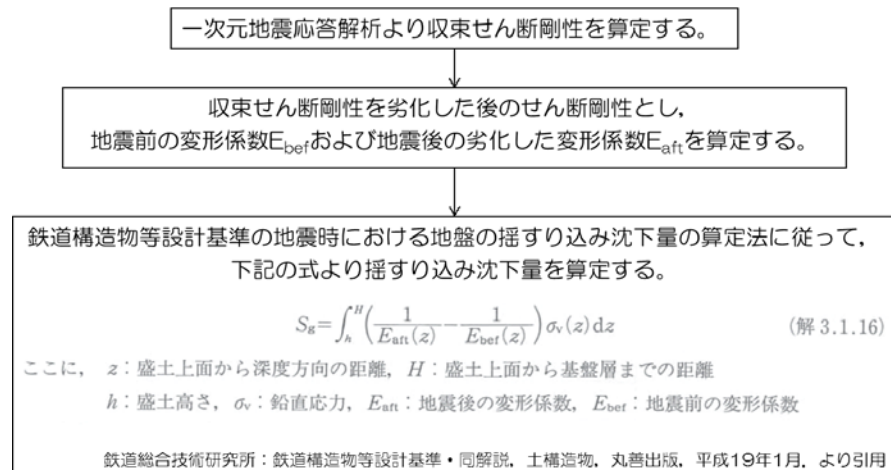 一次元地震応答解析より収束せん断剛性を算定する。
収束せん断剛性を劣化した後のせん断剛性とし,
地震前の変形係数E_befおよび地震後の劣化した変形係数E_aftを算定する。
鉄道構造物等設計基準の地震時における地盤の揺すり込み沈下量の算定法に従って,
下記の式より揺すり込み沈下量を算定する。
S_g=∫_h^H(1/E_aft(z)−1/E_bef(z))σ_v(z)dz (解 3.1.16)
ここに, z:盛土上面から深度方向の距離, H:盛土上面から基盤層までの距離
h:盛土高さ, σ_v:鉛直応力, E_aft:地震後の変形係数, E_bef:地震前の変形係数
鉄道総合技術研究所:鉄道構造物等設計基準・同解説, 土構造物, 丸善出版, 平成19年1月, より引用